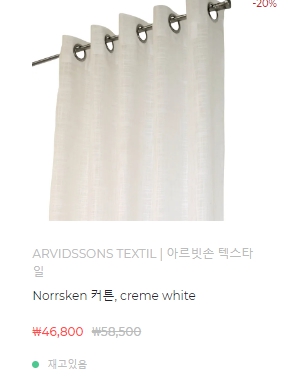 -20%
ARVIDSSONS TEXTIL | 아르빗손 텍스타
일
Norrsken 커튼, creme white
₩46,800 ₩58,500
재고있음